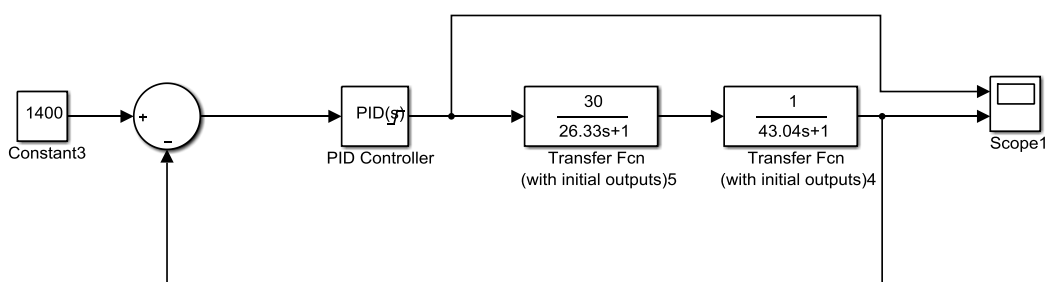 1400
Constant3
+
−
PID(s)
PID Controller
30
26.33s+1
Transfer Fcn
(with initial outputs)5
1
43.04s+1
Transfer Fcn
(with initial outputs)4
Scope1